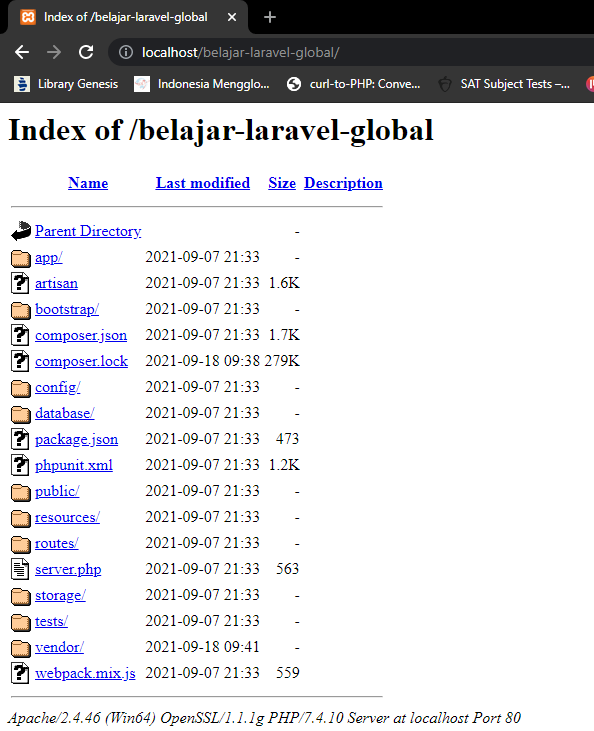 Index of /belajar-laravel-global
localhost/belajar-laravel-global/
Library Genesis Indonesia Mengglo... curl-to-PHP: Conve... SAT Subject Tests –...
Index of /belajar-laravel-global
Name Last modified Size Description
Parent Directory -
app/ 2021-09-07 21:33 -
artisan 2021-09-07 21:33 1.6K
bootstrap/ 2021-09-07 21:33 -
composer.json 2021-09-07 21:33 1.7K
composer.lock 2021-09-18 09:38 279K
config/ 2021-09-07 21:33 -
database/ 2021-09-07 21:33 -
package.json 2021-09-07 21:33 473
phpunit.xml 2021-09-07 21:33 1.2K
public/ 2021-09-07 21:33 -
resources/ 2021-09-07 21:33 -
routes/ 2021-09-07 21:33 -
server.php 2021-09-07 21:33 563
storage/ 2021-09-07 21:33 -
tests/ 2021-09-07 21:33 -
vendor/ 2021-09-18 09:41 -
webpack.mix.js 2021-09-07 21:33 559
Apache/2.4.46 (Win64) OpenSSL/1.1.1g PHP/7.4.10 Server at localhost Port 80